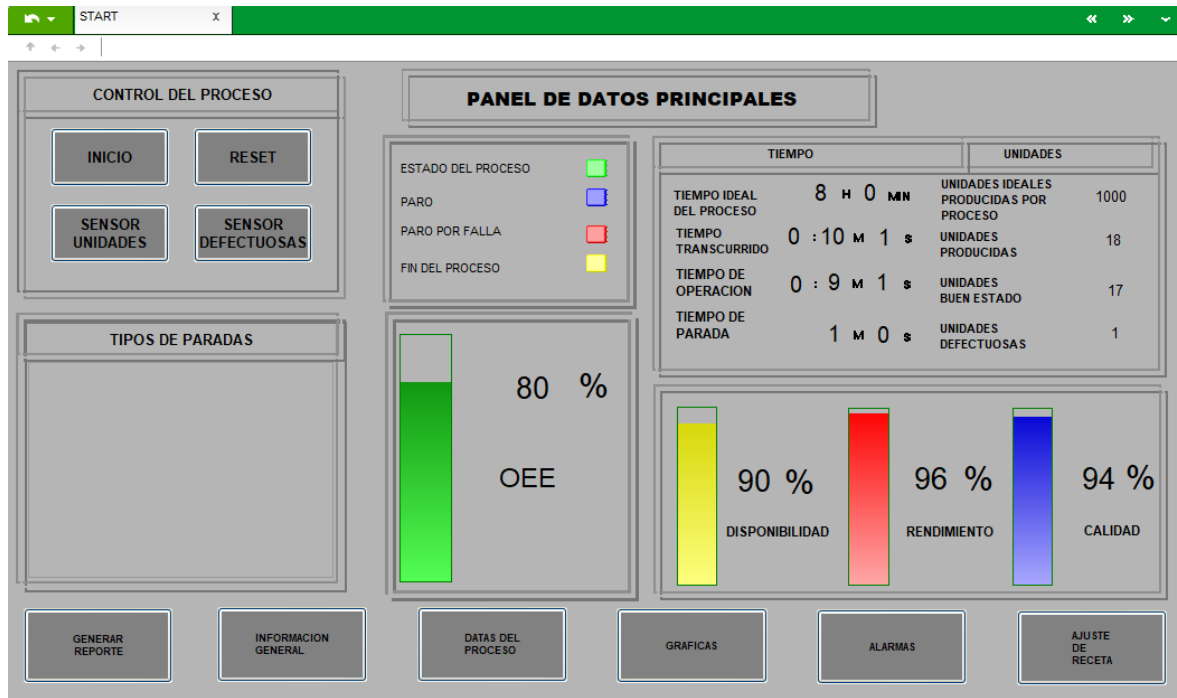 START X
CONTROL DEL PROCESO
INICIO
RESET
SENSOR
UNIDADES
SENSOR
DEFECTUOSAS
TIPOS DE PARADAS
PANEL DE DATOS PRINCIPALES
ESTADO DEL PROCESO
PARO
PARO POR FALLA
FIN DEL PROCESO
80 %
OEE
TIEMPO
UNIDADES
TIEMPO IDEAL
DEL PROCESO
8 H 0 MIN
UNIDADES IDEALES
PRODUCIDAS POR
PROCESO
1000
TIEMPO
TRANSCURRIDO
0 : 10 M 1 S
UNIDADES
PRODUCIDAS
18
TIEMPO DE
OPERACION
0 : 9 M 1 S
UNIDADES
BUEN ESTADO
17
TIEMPO DE
PARADA
1 M 0 S
UNIDADES
DEFECTUOSAS
1
90 %
DISPONIBILIDAD
96 %
RENDIMIENTO
94 %
CALIDAD
GENERAR
REPORTE
INFORMACION
GENERAL
DATAS DEL
PROCESO
GRAFICAS
ALARMAS
AJUSTE
DE
RECETA